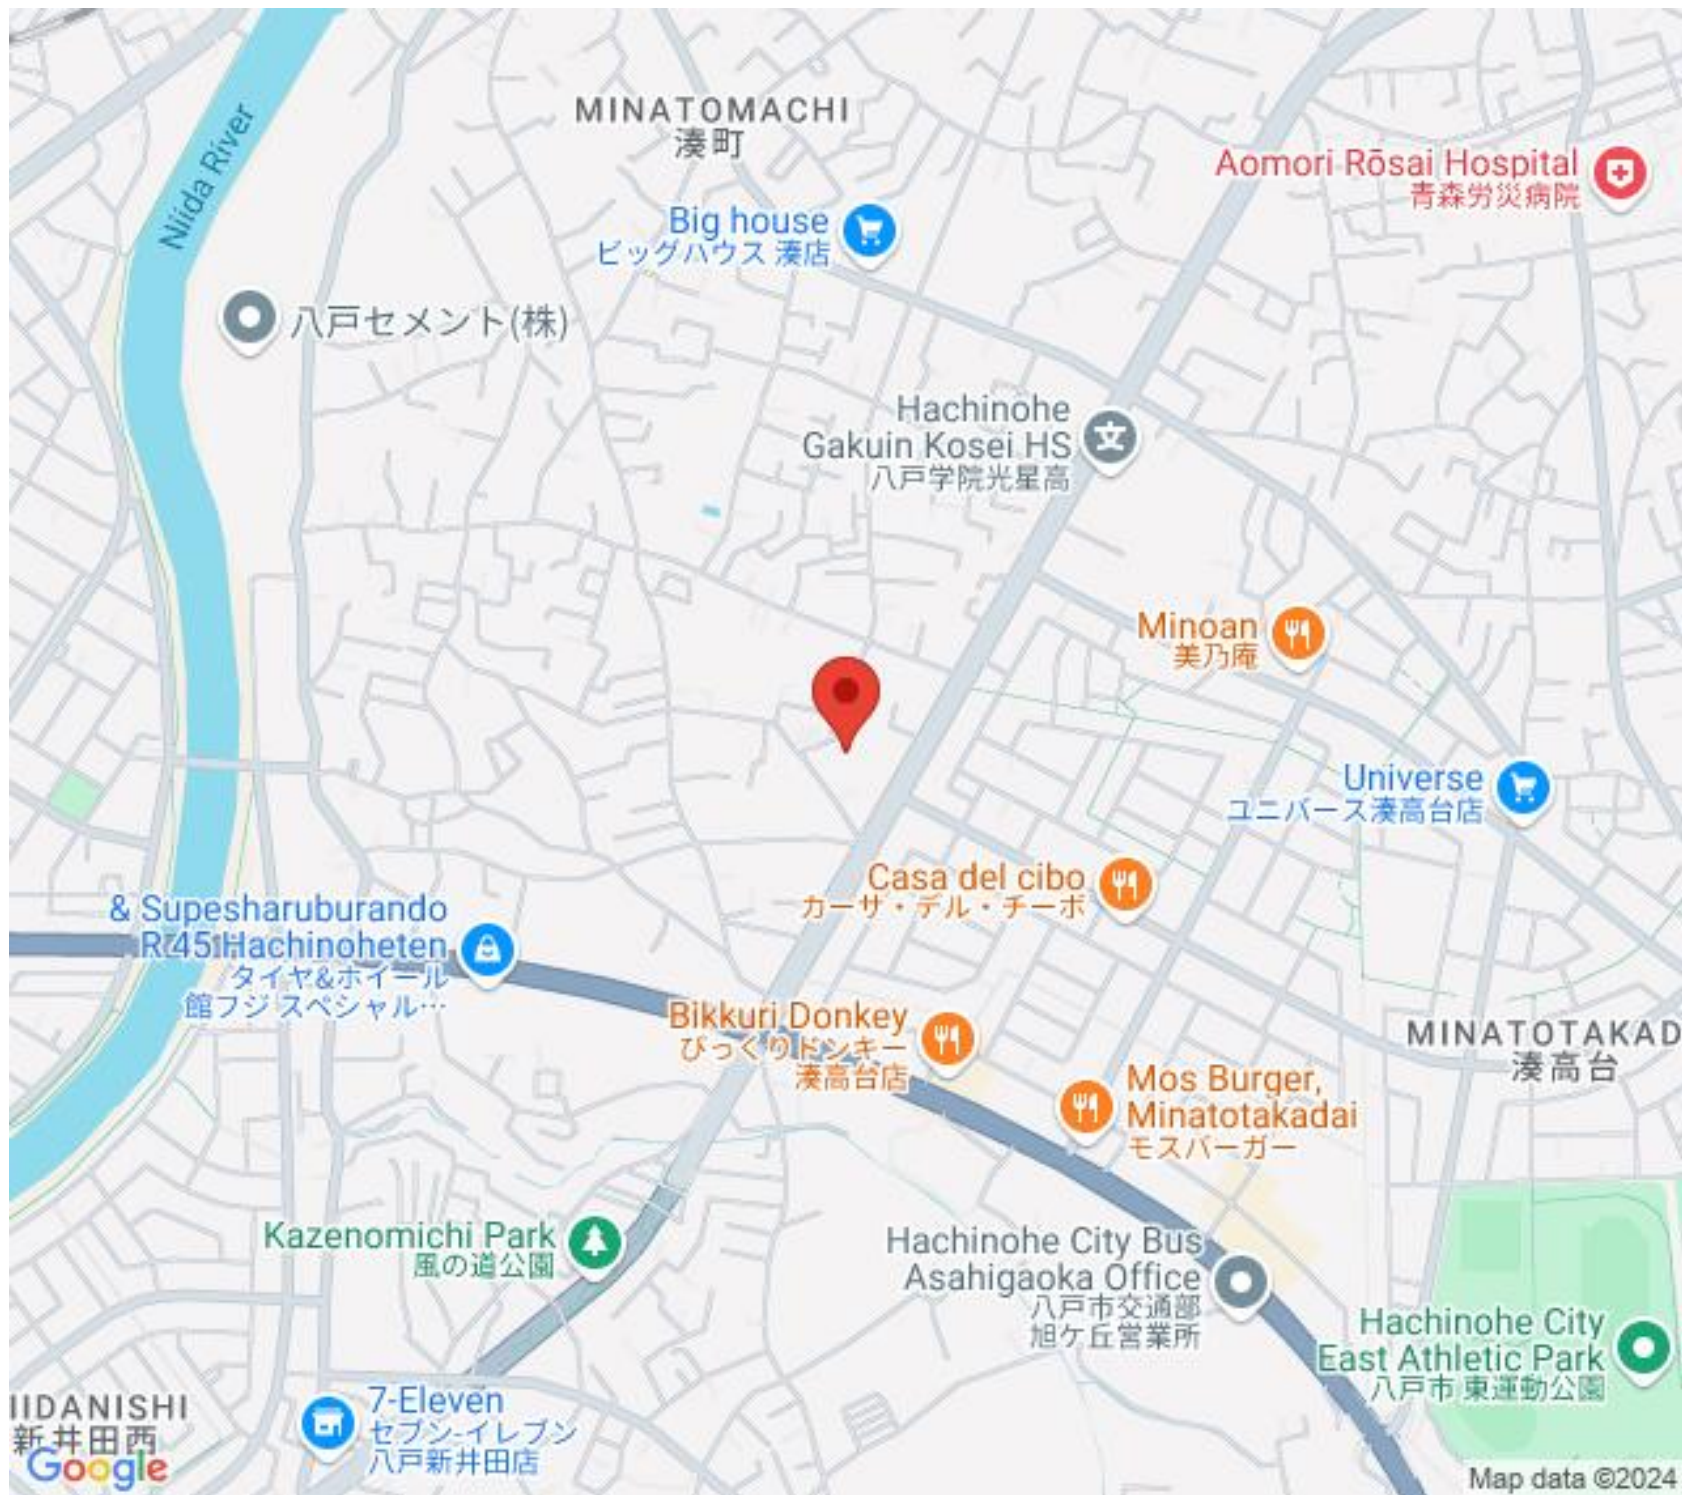 MINATOMACHI
湊町
Niida River
Aomori Rōsai Hospital
青森労災病院
Big house
ビッグハウス 湊店
八戸セメント(株)
Hachinohe
Gakuin Kosei HS
八戸学院光星高
Minoan
美乃庵
Universe
ユニバース湊高台店
Casa del cibo
カーザ・デル・チーボ
& Supesharuburando
R 45 Hachinoheten
タイヤ&ホイール
館フジ スペシャル…
Bikkuri Donkey
びっくりドンキー
湊高台店
MINATOTAKAD
湊高台
Mos Burger,
Minatotakadai
モスバーガー
Kazenomichi Park
風の道公園
Hachinohe City Bus
Asahigaoka Office
八戸市交通部
旭ケ丘営業所
Hachinohe City
East Athletic Park
八戸市 東運動公園
7-Eleven
セブン-イレブン
八戸新井田店
IIDANISHI
新井田西
Google
Map data ©2024